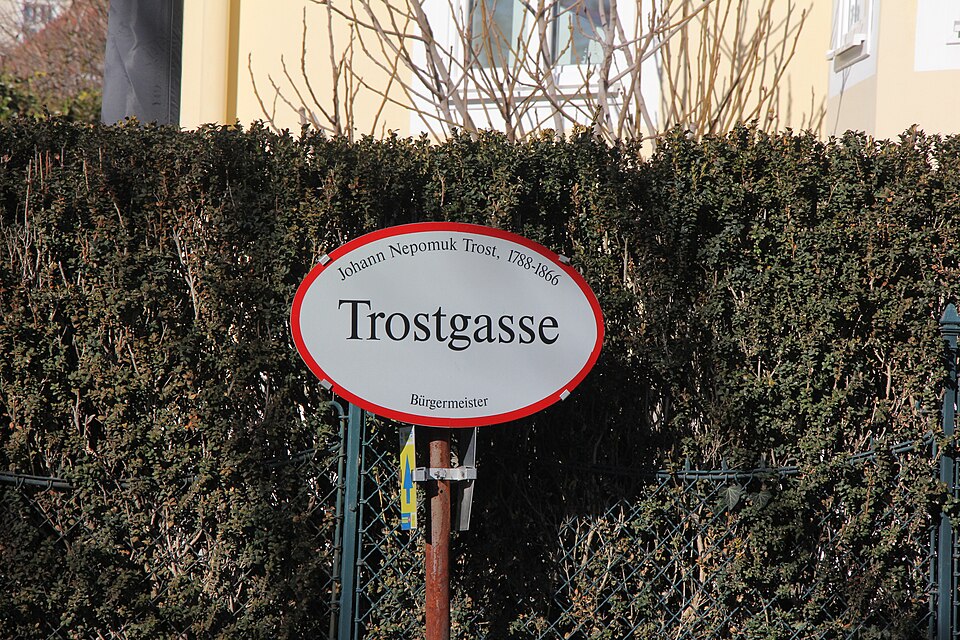 Johann Nepomuk Trost, 1788-1866
Trostgasse
Bürgermeister